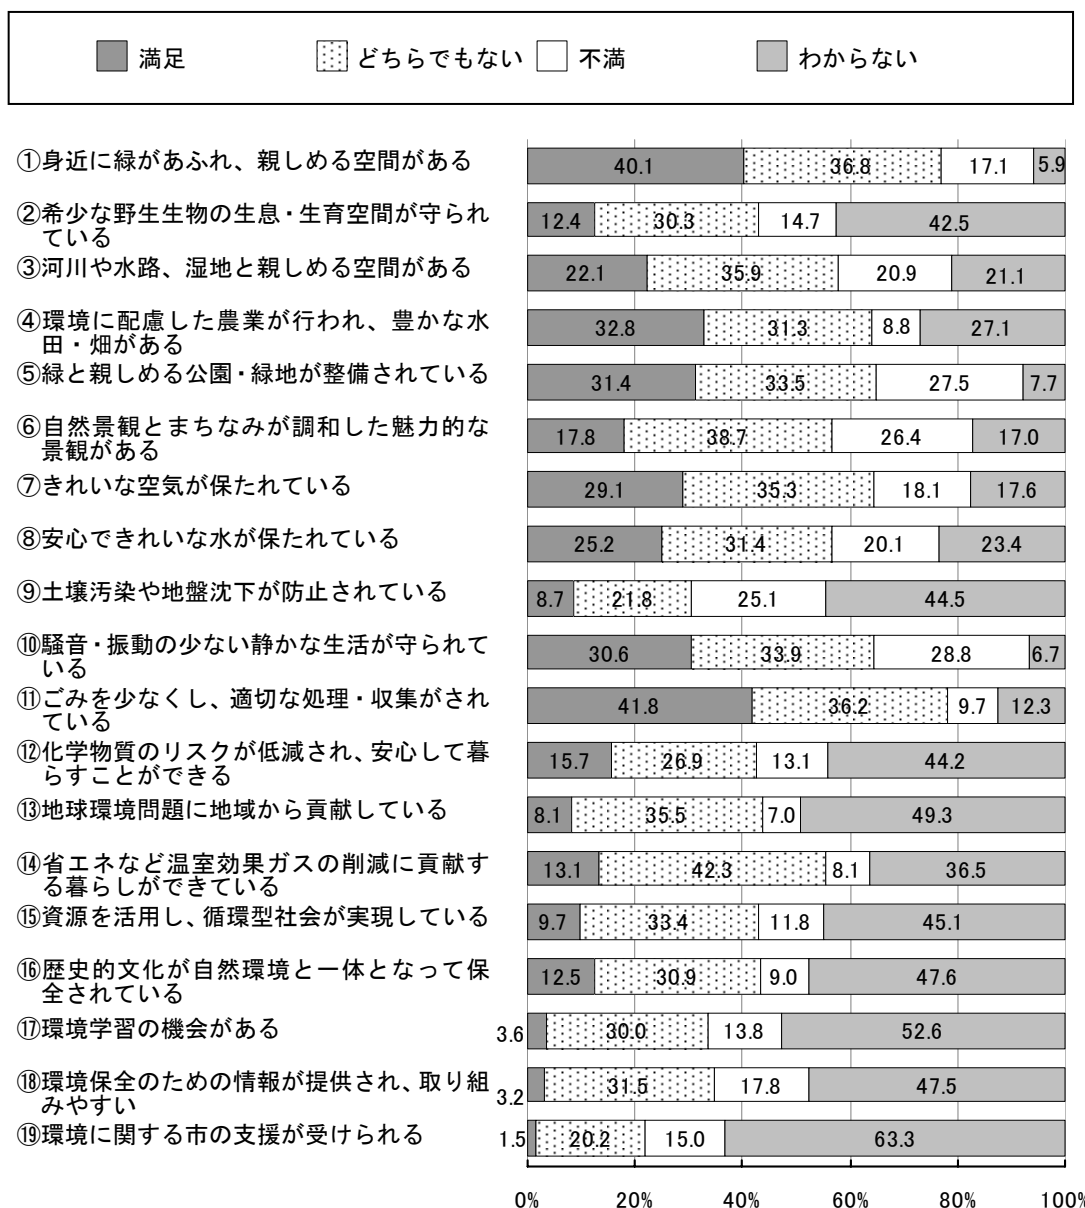 満足 どちらでもない 不満 わからない
①身近に緑があふれ、親しめる空間がある
40.1 36.8 17.1 5.9
②希少な野生生物の生息・生育空間が守られ
ている
12.4 30.3 14.7 42.5
③河川や水路、湿地と親しめる空間がある
22.1 35.9 20.9 21.1
④環境に配慮した農業が行われ、豊かな水
田・畑がある
32.8 31.3 8.8 27.1
⑤緑と親しめる公園・緑地が整備されている
31.4 33.5 27.5 7.7
⑥自然景観とまちなみが調和した魅力的な
景観がある
17.8 38.7 26.4 17.0
⑦きれいな空気が保たれている
29.1 35.3 18.1 17.6
⑧安心できれいな水が保たれている
25.2 31.4 20.1 23.4
⑨土壌汚染や地盤沈下が防止されている
8.7 21.8 25.1 44.5
⑩騒音・振動の少ない静かな生活が守られて
いる
30.6 33.9 28.8 6.7
⑪ごみを少なくし、適切な処理・収集がされ
ている
41.8 36.2 9.7 12.3
⑫化学物質のリスクが低減され、安心して暮
らすことができる
15.7 26.9 13.1 44.2
⑬地球環境問題に地域から貢献している
8.1 35.5 7.0 49.3
⑭省エネなど温室効果ガスの削減に貢献す
る暮らしができている
13.1 42.3 8.1 36.5
⑮資源を活用し、循環型社会が実現している
9.7 33.4 11.8 45.1
⑯歴史的文化が自然環境と一体となって保
全されている
12.5 30.9 9.0 47.6
⑰環境学習の機会がある
3.6 30.0 13.8 52.6
⑱環境保全のための情報が提供され、取り組
みやすい
3.2 31.5 17.8 47.5
⑲環境に関する市の支援が受けられる
1.5 20.2 15.0 63.3
0% 20% 40% 60% 80% 100%